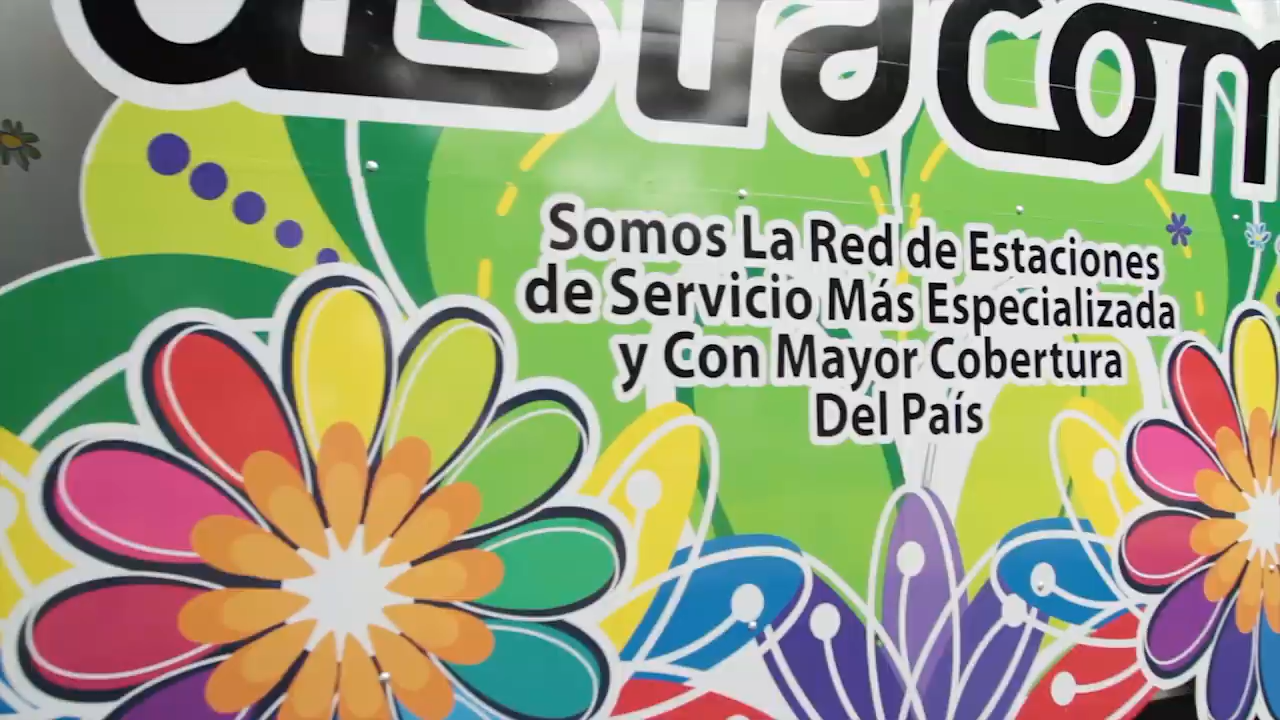 Somos La Red de Estaciones
de Servicio Más Especializada
y Con Mayor Cobertura
Del País